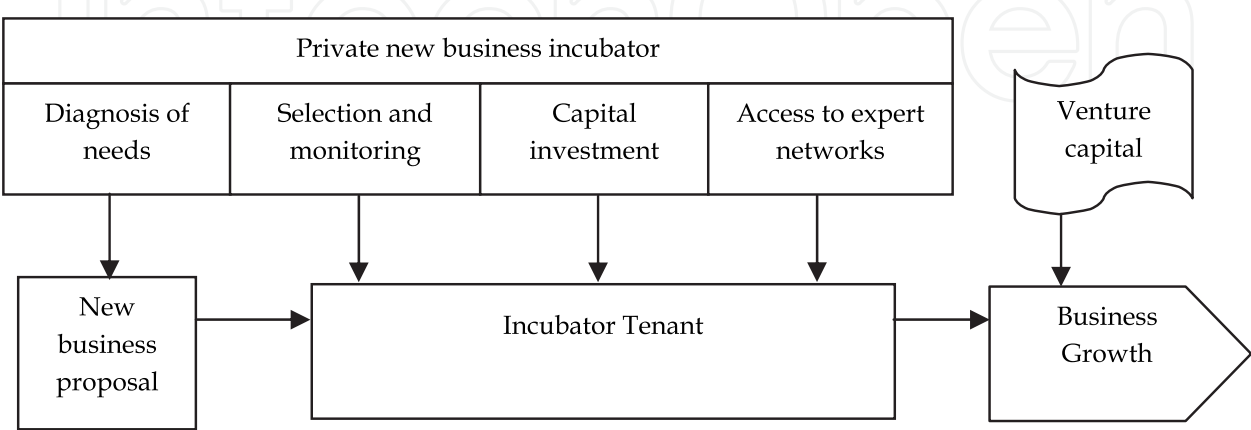 Private new business incubator
Diagnosis of
needs
Selection and
monitoring
Capital
investment
Access to expert
networks
Venture
capital
New
business
proposal
Incubator Tenant
Business
Growth